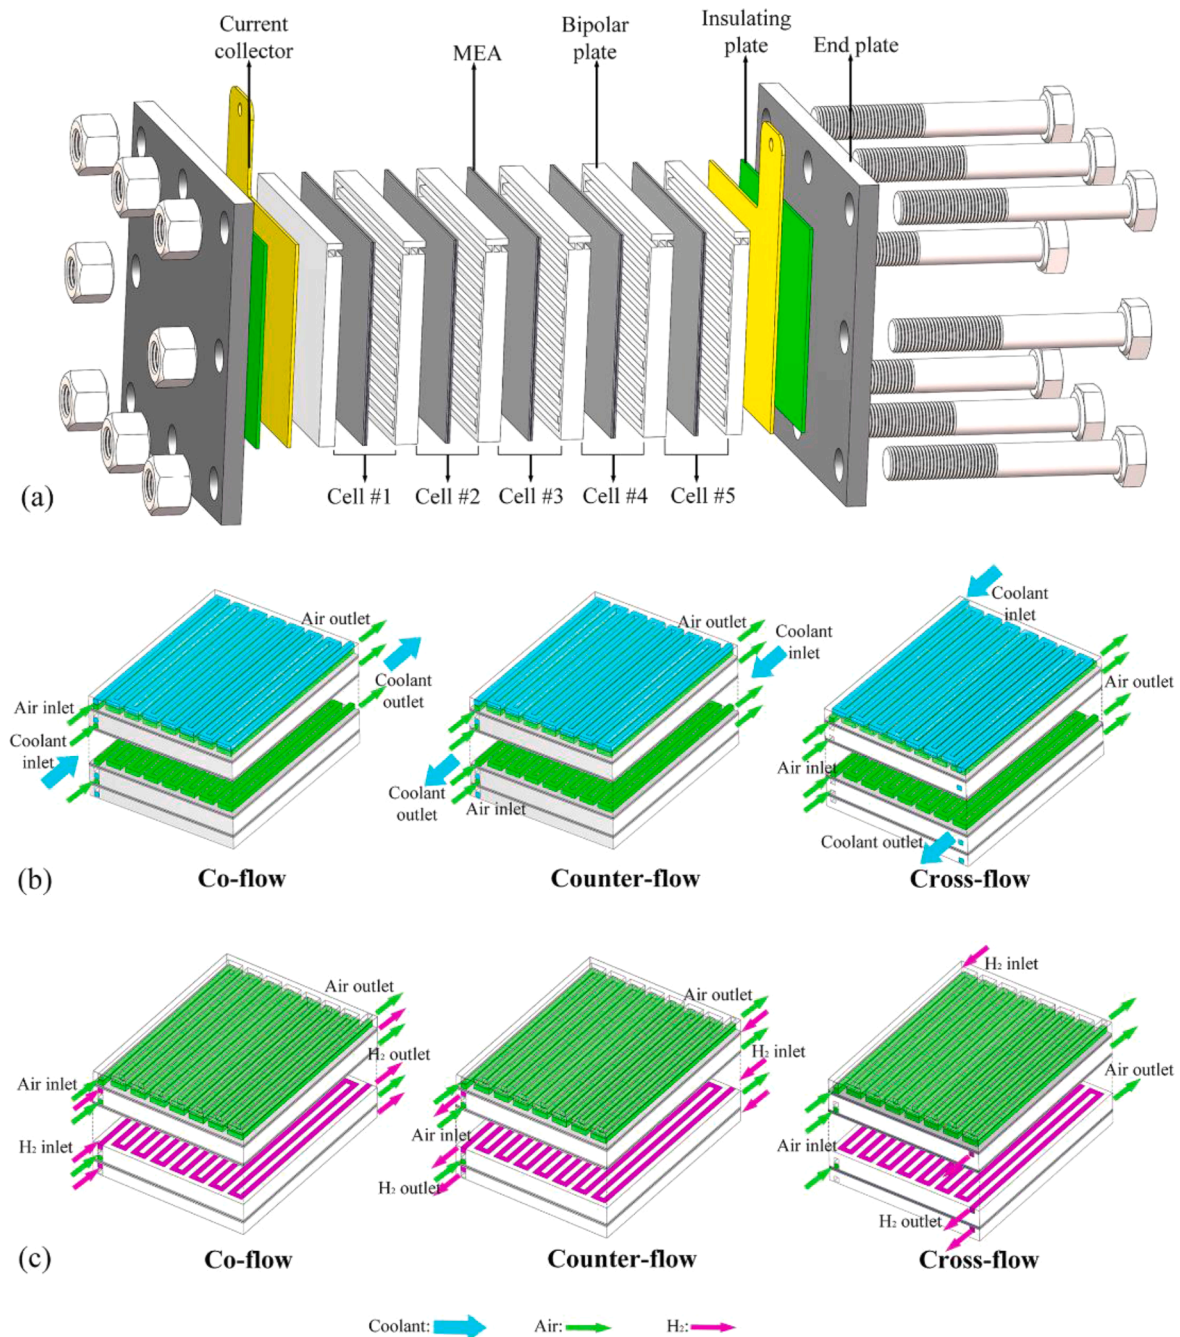 Current
collector
MEA
Bipolar
plate
Insulating
plate
End plate
Cell #1
Cell #2
Cell #3
Cell #4
Cell #5
(a)
Air outlet
Coolant
outlet
Air inlet
Coolant
inlet
Co-flow
Air outlet
Coolant
inlet
Coolant
outlet
Air inlet
Counter-flow
Coolant
inlet
Air outlet
Air inlet
Coolant outlet
Cross-flow
(b)
Air outlet
H₂ outlet
Air inlet
H₂ inlet
Co-flow
Air outlet
H₂ inlet
Air inlet
H₂ outlet
Counter-flow
H₂ inlet
Air outlet
Air inlet
H₂ outlet
Cross-flow
(c)
Coolant:
Air:
H₂: